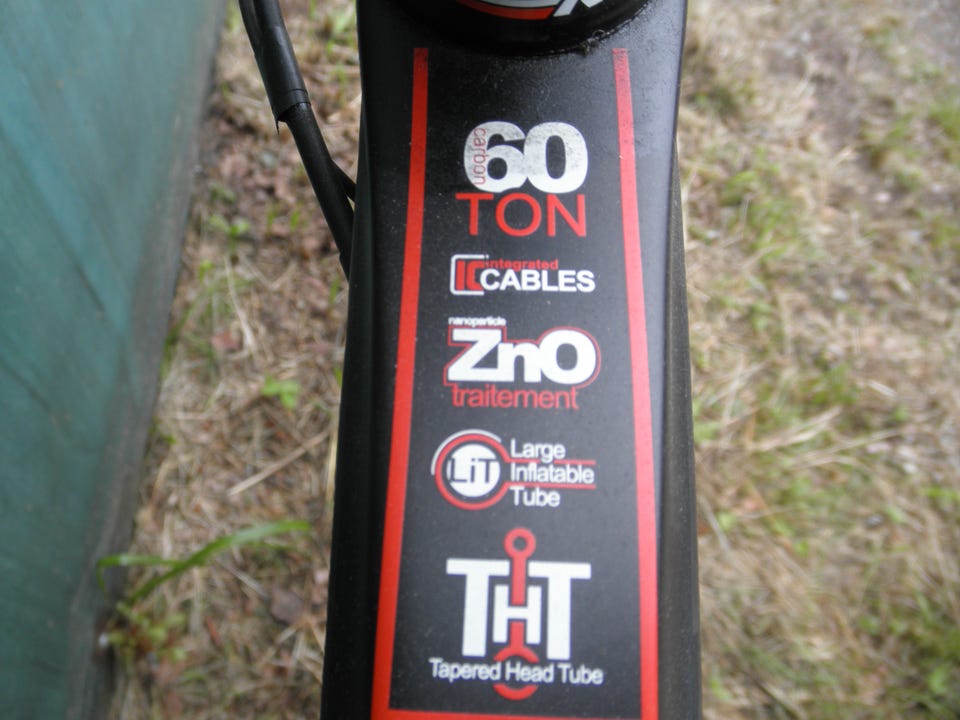 60
carbon
TON
IC integrated
CABLES
nanoparticle
ZnO
traitement
LiT
Large
Inflatable
Tube
THT
Tapered Head Tube